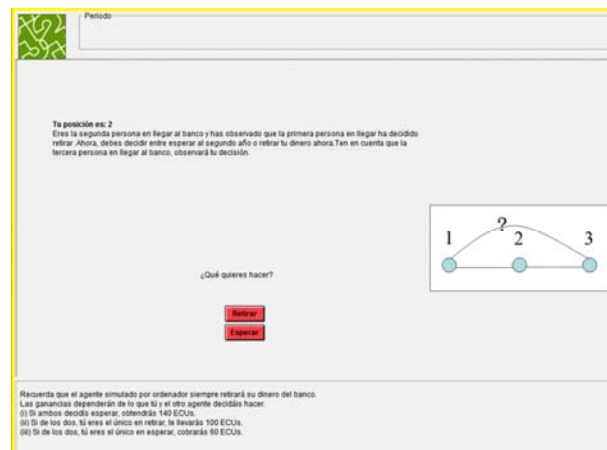 Periodo
Tu posición es: 2
Eres la segunda persona en llegar al banco y has observado que la primera persona en llegar ha decidido
retirar .Ahora, debes decidir entre esperar al segundo año o retirar tu dinero ahora.Ten en cuenta que la
tercera persona en llegar al banco, observará tu decisión.
?
1 2 3
¿Qué quieres hacer?
Retirar
Esperar
Recuerda que el agente simulado por ordenador siempre retirará su dinero del banco.
Las ganancias dependerán de lo que tú y el otro agente decidáis hacer.
(i) Si ambos decidís esperar, obtendrás 140 ECUs.
(ii) Si de los dos, tú eres el único en retirar, te llevarás 100 ECUs.
(iii) Si de los dos, tú eres el único en esperar, cobrarás 60 ECUs.